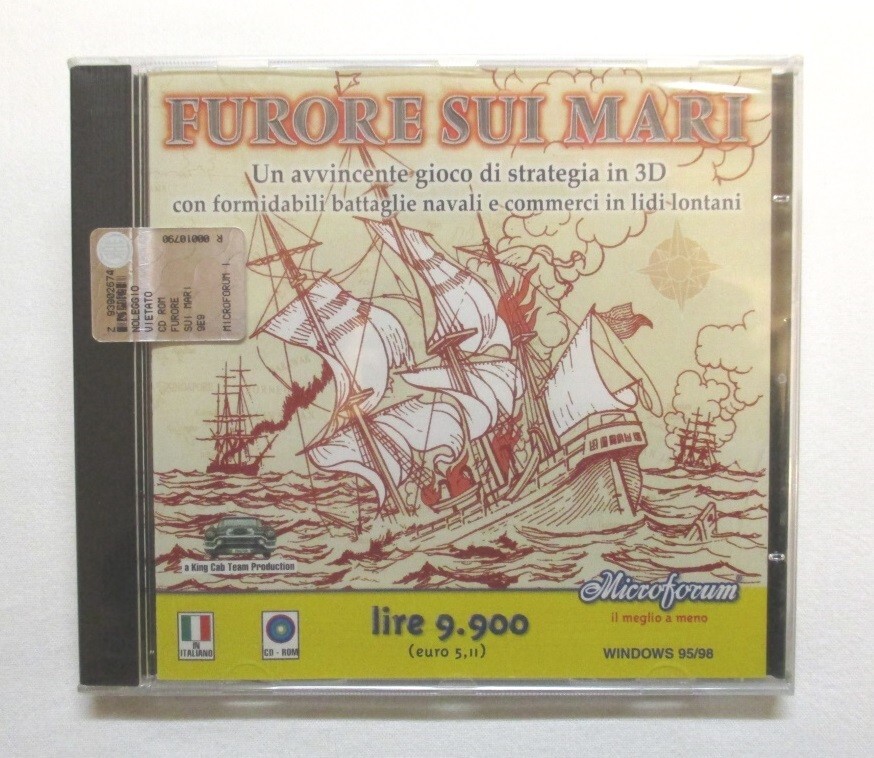 FURORE SUI MARI
Un avvincente gioco di strategia in 3D
con formidabili battaglie navali e commerci in lidi lontani
R 00010790
Z 93802674
NOLEGGIO
VIETATO
CD ROM
FURORE
SUI MARI
9E9
MICROFORUM I
a King Cab Team Production
Microforum
il meglio a meno
IN
ITALIANO
CD - ROM
lire 9.900
(euro 5,11)
WINDOWS 95/98